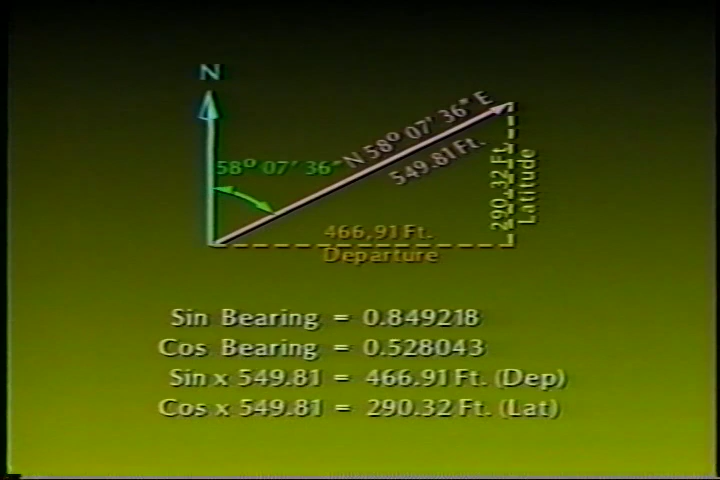 N
58° 07' 36"
N 58° 07' 36" E
549.81 Ft.
290.32 Ft.
Latitude
466.91 Ft.
Departure
Sin Bearing = 0.849218
Cos Bearing = 0.528043
Sin x 549.81 = 466.91 Ft. (Dep)
Cos x 549.81 = 290.32 Ft. (Lat)